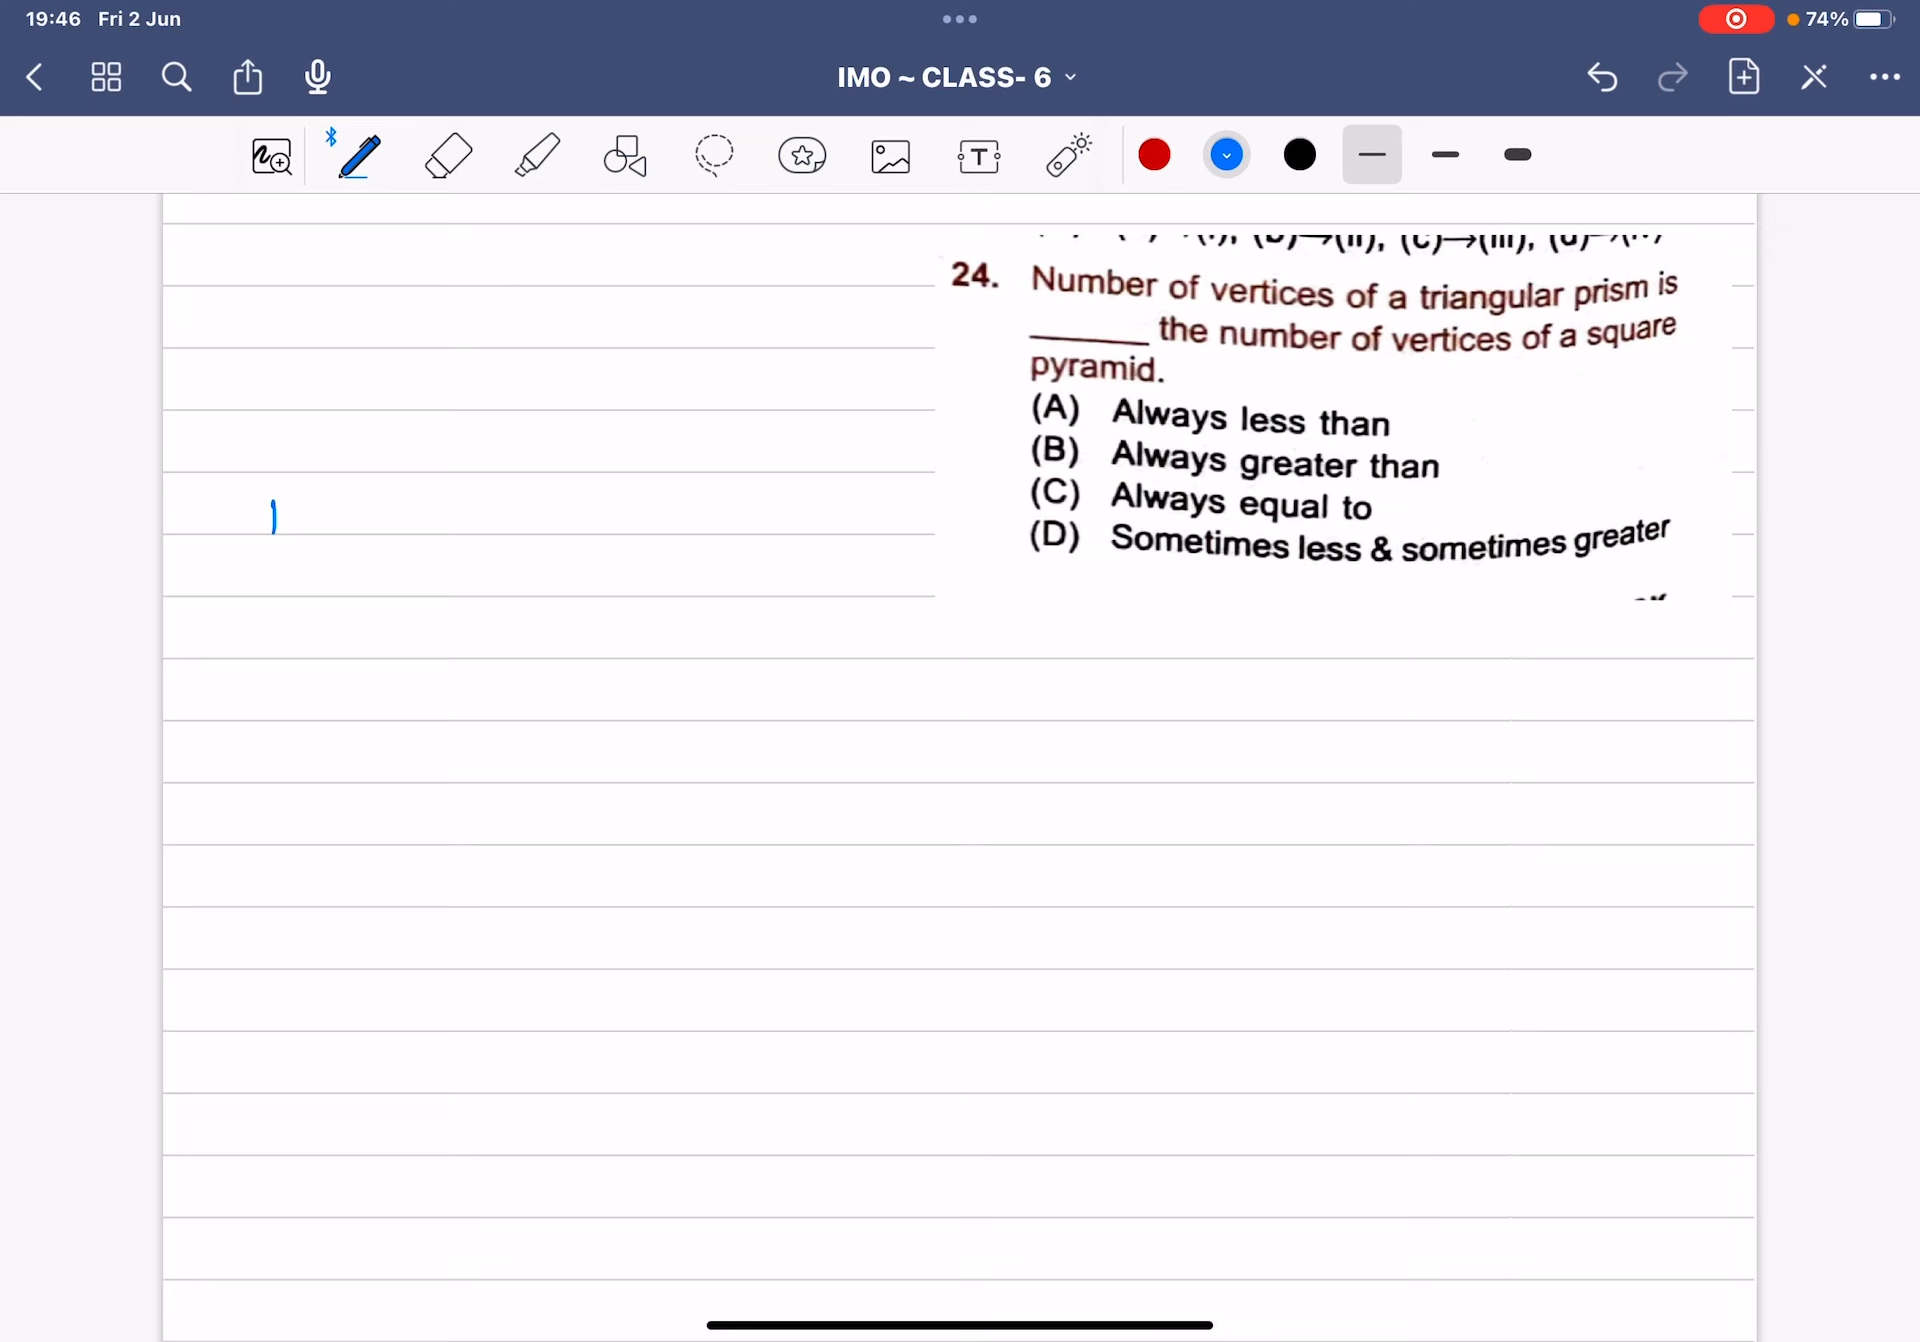 19:46 Fri 2 Jun
74%
IMO ~ CLASS- 6
24. Number of vertices of a triangular prism is
______ the number of vertices of a square
pyramid.
(A) Always less than
(B) Always greater than
(C) Always equal to
(D) Sometimes less & sometimes greater